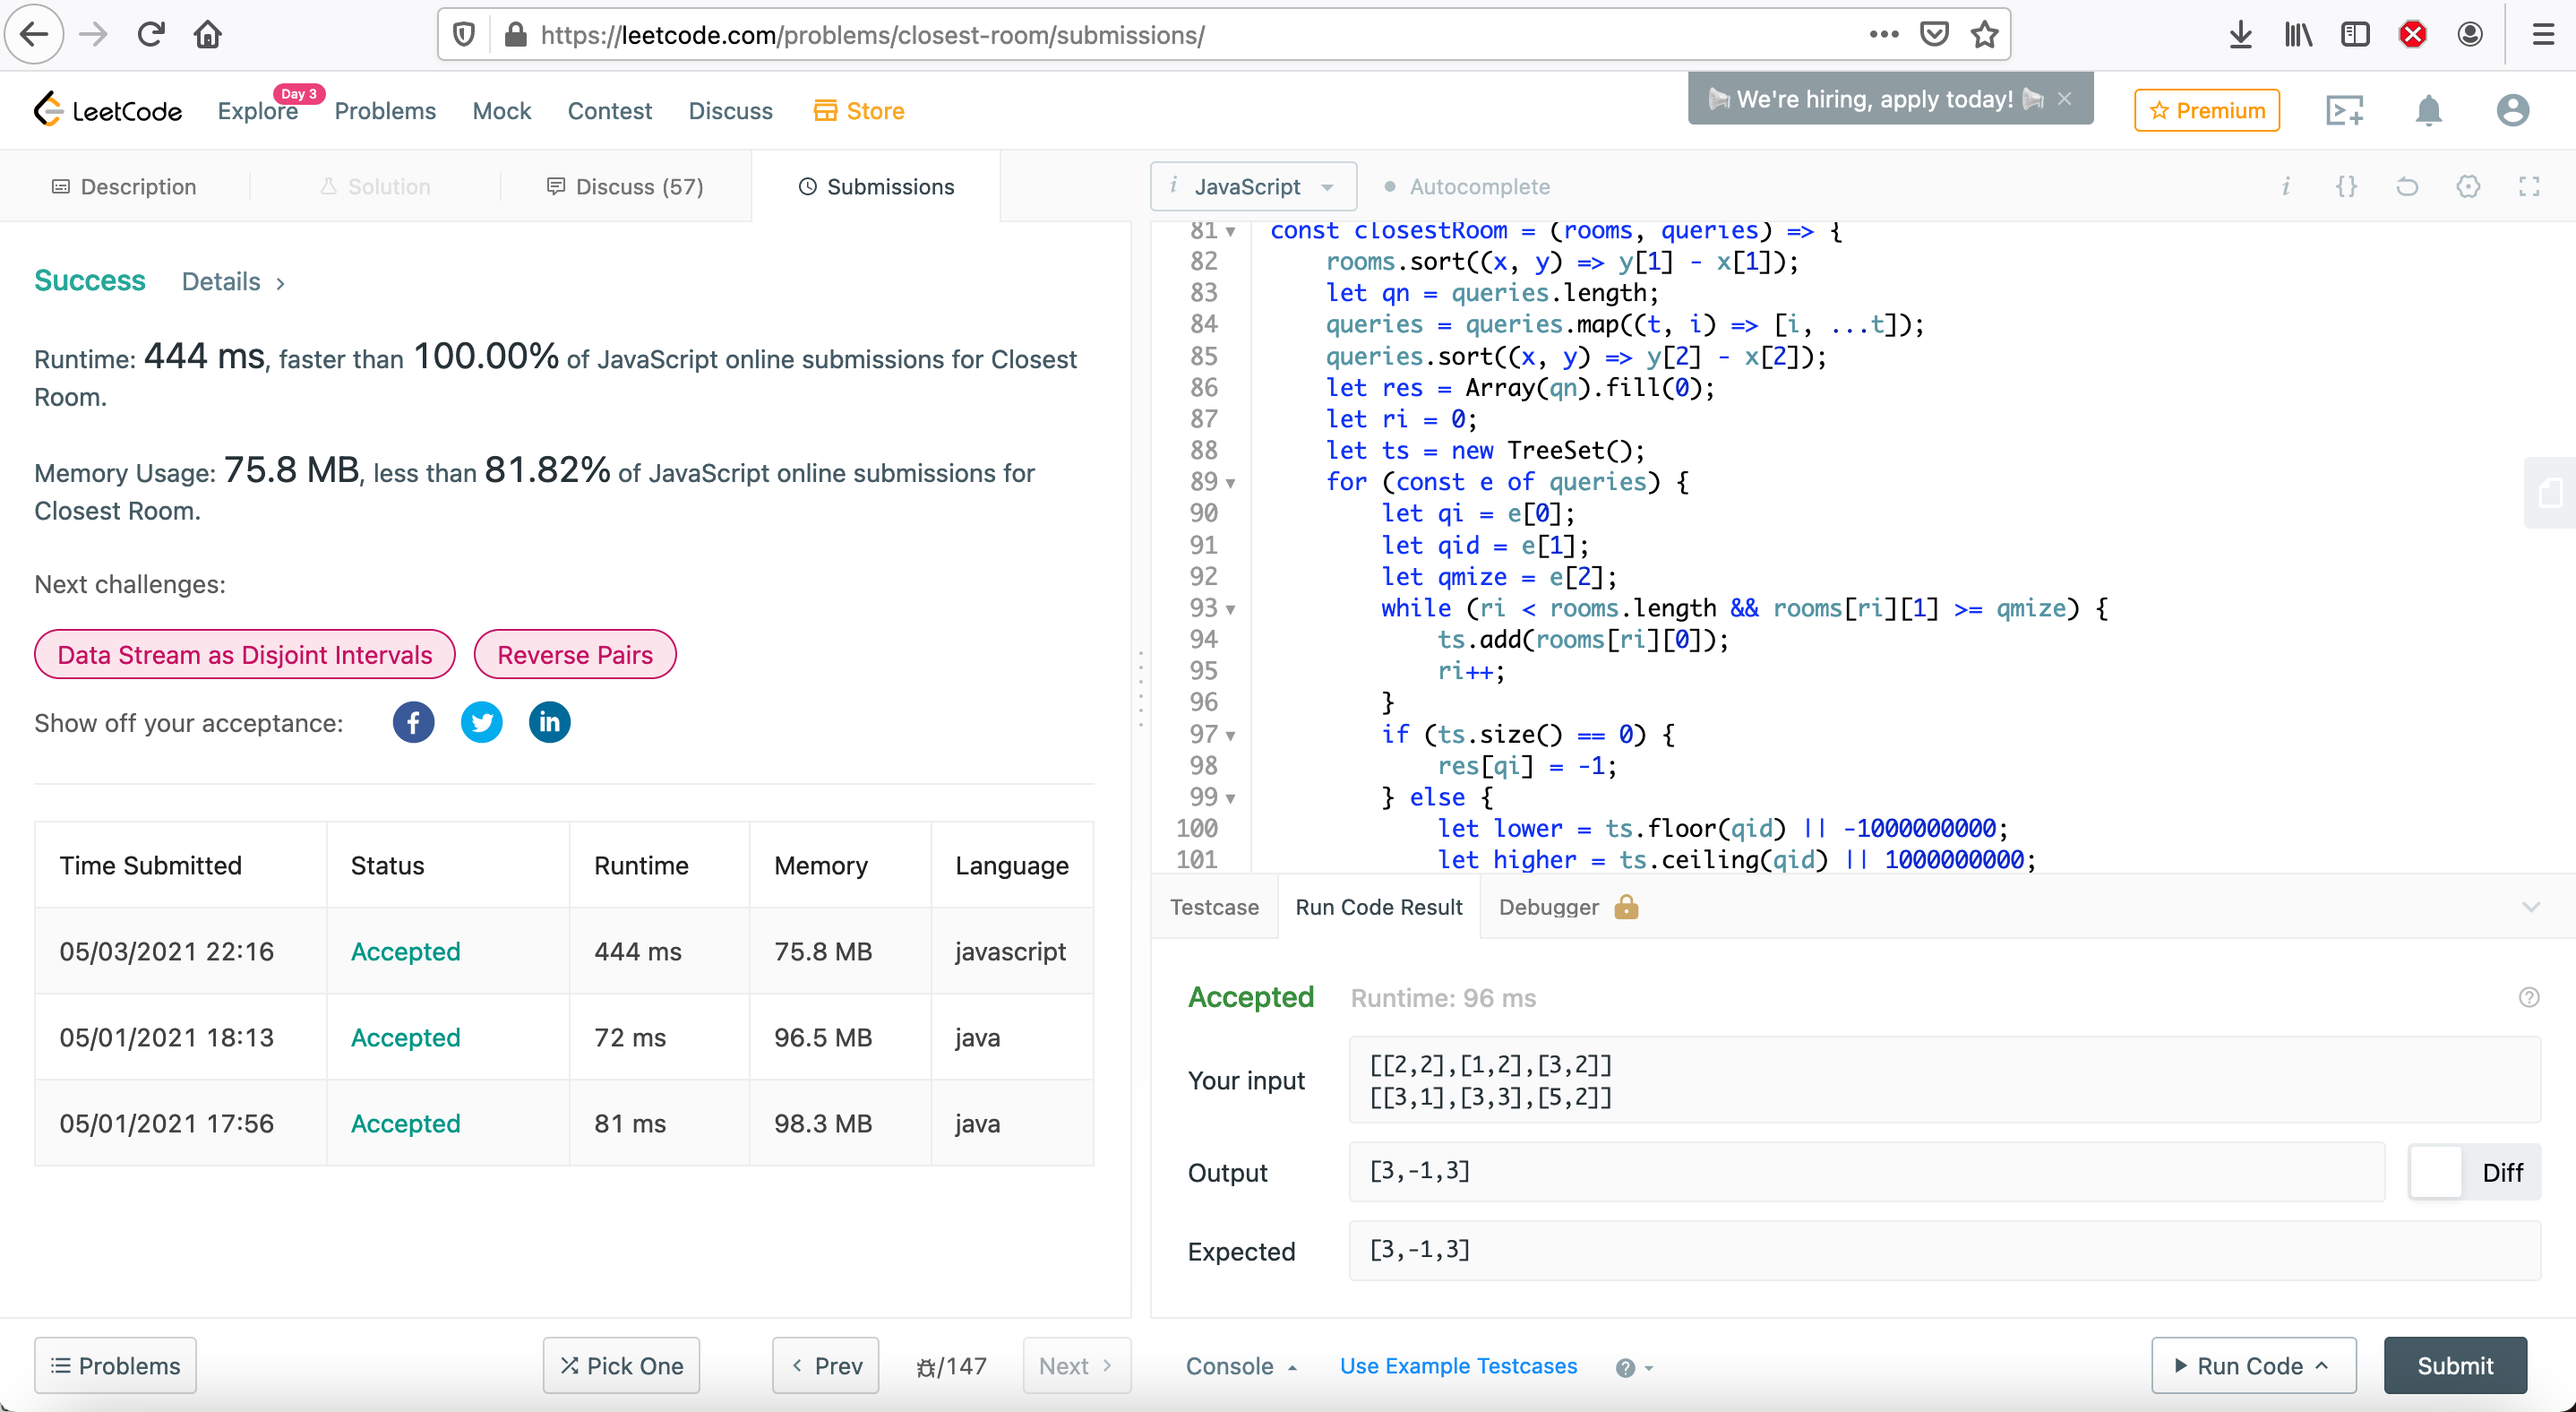 https://leetcode.com/problems/closest-room/submissions/
LeetCode
Explore
Day 3
Problems
Mock
Contest
Discuss
Store
We're hiring, apply today!
Premium
Description
Solution
Discuss (57)
Submissions
JavaScript
Autocomplete
Success
Details
Runtime: 444 ms, faster than 100.00% of JavaScript online submissions for Closest
Room.
Memory Usage: 75.8 MB, less than 81.82% of JavaScript online submissions for
Closest Room.
Next challenges:
Data Stream as Disjoint Intervals
Reverse Pairs
Show off your acceptance:
Time Submitted Status Runtime Memory Language
05/03/2021 22:16 Accepted 444 ms 75.8 MB javascript
05/01/2021 18:13 Accepted 72 ms 96.5 MB java
05/01/2021 17:56 Accepted 81 ms 98.3 MB java
81 const closestRoom = (rooms, queries) => {
82 rooms.sort((x, y) => y[1] - x[1]);
83 let qn = queries.length;
84 queries = queries.map((t, i) => [i, ...t]);
85 queries.sort((x, y) => y[2] - x[2]);
86 let res = Array(qn).fill(0);
87 let ri = 0;
88 let ts = new TreeSet();
89 for (const e of queries) {
90 let qi = e[0];
91 let qid = e[1];
92 let qmize = e[2];
93 while (ri < rooms.length && rooms[ri][1] >= qmize) {
94 ts.add(rooms[ri][0]);
95 ri++;
96 }
97 if (ts.size() == 0) {
98 res[qi] = -1;
99 } else {
100 let lower = ts.floor(qid) || -1000000000;
101 let higher = ts.ceiling(qid) || 1000000000;
Testcase
Run Code Result
Debugger
Accepted
Runtime: 96 ms
Your input
[[2,2],[1,2],[3,2]]
[[3,1],[3,3],[5,2]]
Output
[3,-1,3]
Diff
Expected
[3,-1,3]
Problems
Pick One
Prev
/147
Next
Console
Use Example Testcases
Run Code
Submit